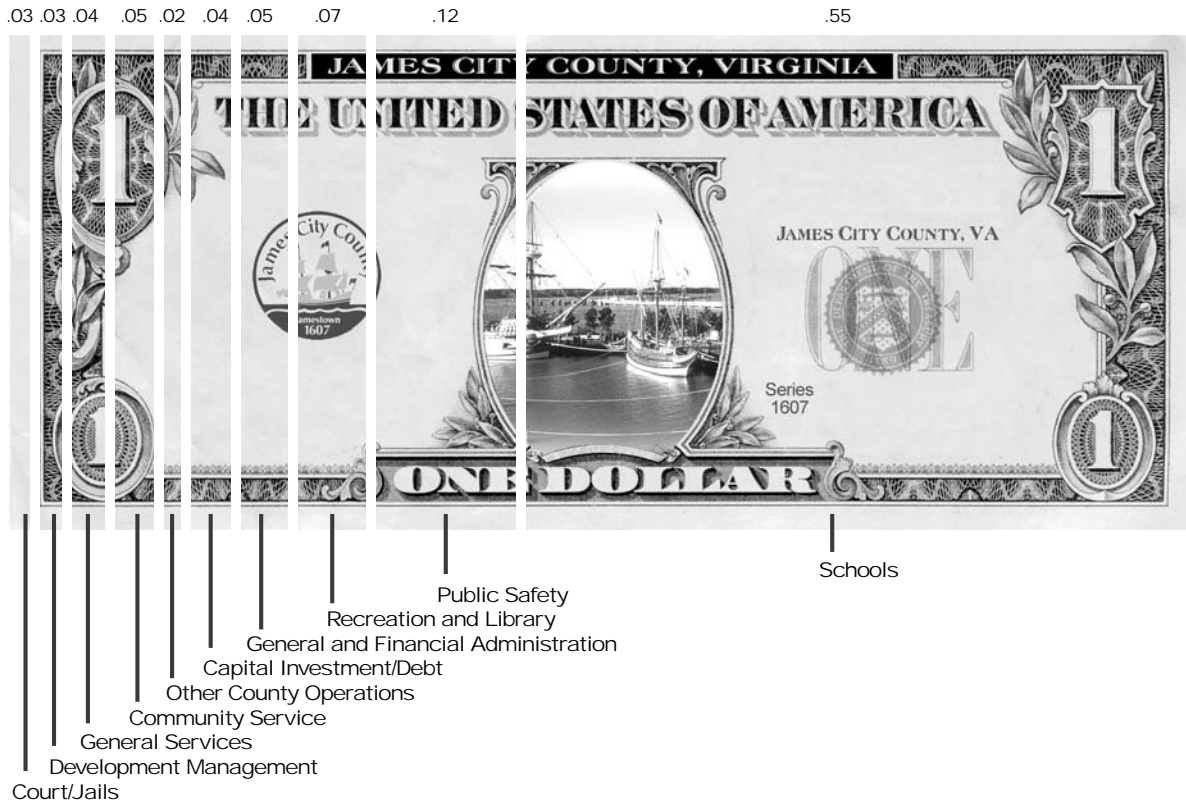 .03 .03 .04 .05 .02 .04 .05 .07 .12 .55
JAMES CITY COUNTY, VIRGINIA
THE UNITED STATES OF AMERICA
1
1
James City County
Jamestown
1607
JAMES CITY COUNTY, VA
ONE
Series
1607
1
1
ONE DOLLAR
Schools
Public Safety
Recreation and Library
General and Financial Administration
Capital Investment/Debt
Other County Operations
Community Service
General Services
Development Management
Court/Jails